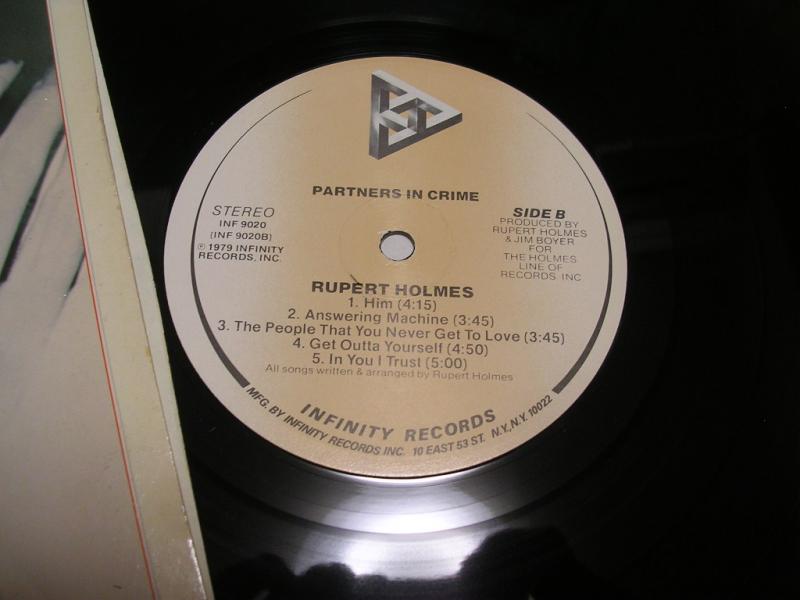 PARTNERS IN CRIME
STEREO
INF 9020
(INF 9020B)
℗ 1979 INFINITY
RECORDS, INC.
SIDE B
PRODUCED BY
RUPERT HOLMES
& JIM BOYER
FOR
THE HOLMES
LINE OF
RECORDS, INC
RUPERT HOLMES
1. Him (4:15)
2. Answering Machine (3:45)
3. The People That You Never Get To Love (3:45)
4. Get Outta Yourself (4:50)
5. In You I Trust (5:00)
All songs written & arranged by Rupert Holmes
INFINITY RECORDS
MFG. BY INFINITY RECORDS INC. 10 EAST 53 ST. N.Y., N.Y. 10022